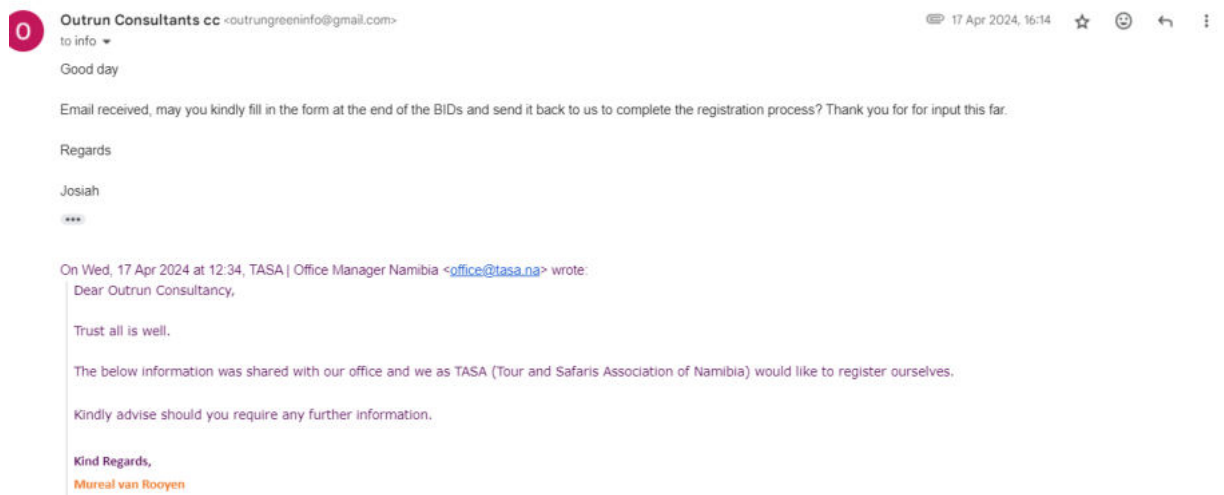 O
Outrun Consultants cc <outrungreeninfo@gmail.com>
17 Apr 2024, 16:14
to info
Good day
Email received, may you kindly fill in the form at the end of the BIDs and send it back to us to complete the registration process? Thank you for for input this far.
Regards
Josiah
On Wed, 17 Apr 2024 at 12:34, TASA | Office Manager Namibia <office@tasa.na> wrote:
Dear Outrun Consultancy,
Trust all is well.
The below information was shared with our office and we as TASA (Tour and Safaris Association of Namibia) would like to register ourselves.
Kindly advise should you require any further information.
Kind Regards,
Mureal van Rooyen